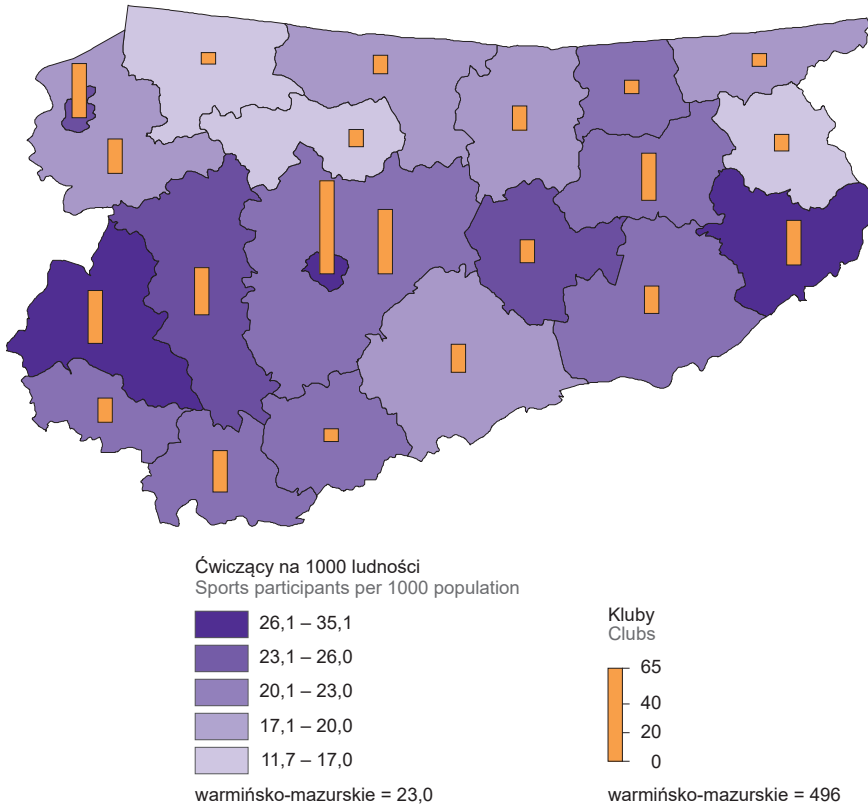 Ćwiczący na 1000 ludności
Sports participants per 1000 population
26,1 – 35,1
23,1 – 26,0
20,1 – 23,0
17,1 – 20,0
11,7 – 17,0
warmińsko-mazurskie = 23,0
Kluby
Clubs
65
40
20
0
warmińsko-mazurskie = 496